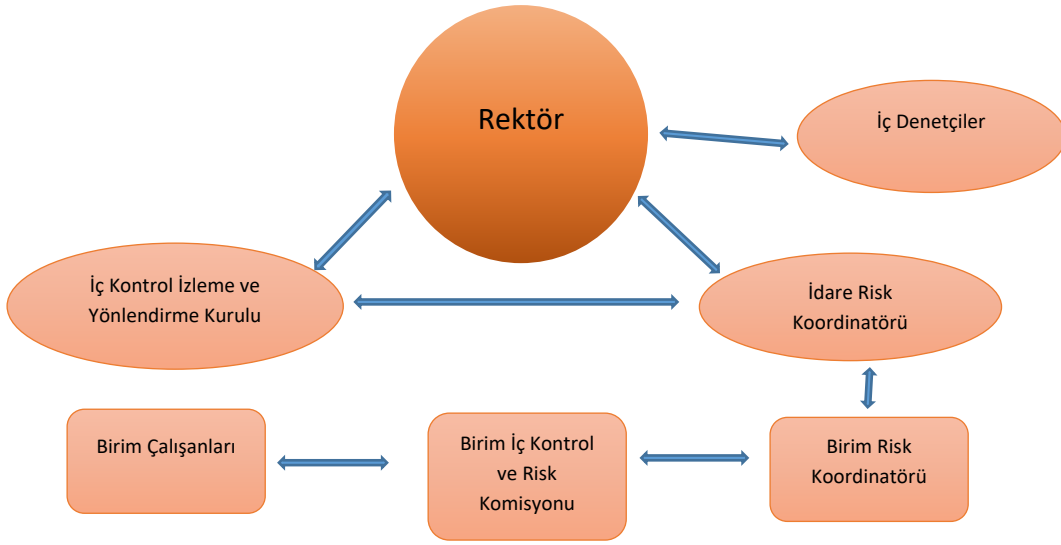 Rektör
İç Denetçiler
İç Kontrol İzleme ve
Yönlendirme Kurulu
İdare Risk
Koordinatörü
Birim Çalışanları
Birim İç Kontrol
ve Risk
Komisyonu
Birim Risk
Koordinatörü